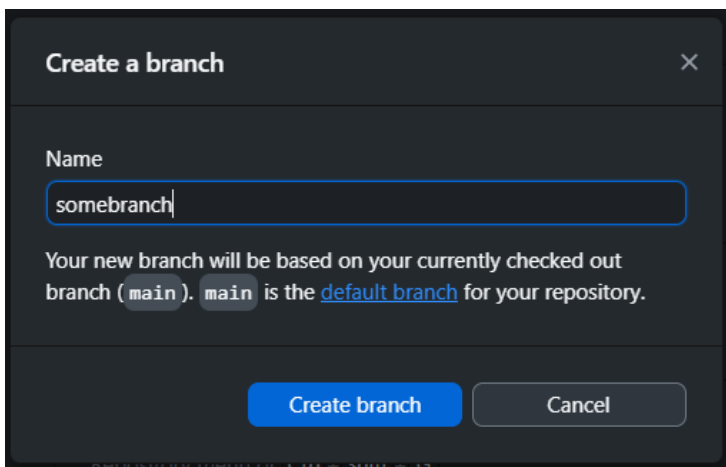 Create a branch
Name
somebranch
Your new branch will be based on your currently checked out
branch (main). main is the default branch for your repository.
Create branch Cancel